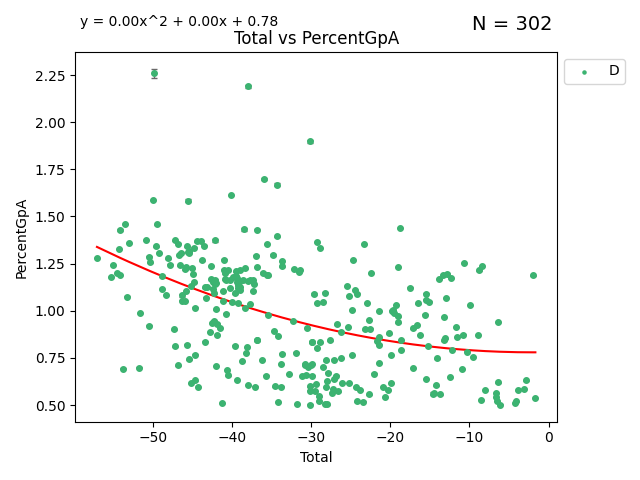 y = 0.00x^2 + 0.00x + 0.78
N = 302
Total vs PercentGpA
D
PercentGpA
2.25
2.00
1.75
1.50
1.25
1.00
0.75
0.50
−50 −40 −30 −20 −10 0
Total